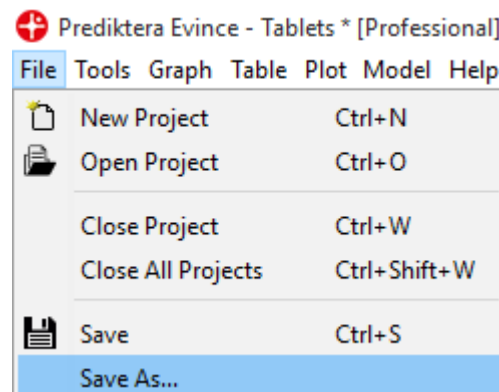 Prediktera Evince - Tablets * [Professional]
File Tools Graph Table Plot Model Help
New Project Ctrl+N
Open Project Ctrl+O
Close Project Ctrl+W
Close All Projects Ctrl+Shift+W
Save Ctrl+S
Save As...